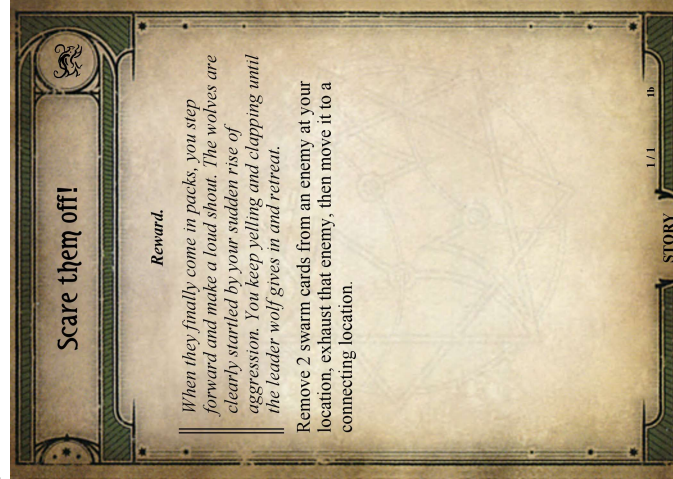 Scare them off!
Reward.
When they finally come in packs, you step
forward and make a loud shout. The wolves are
clearly startled by your sudden rise of
aggression. You keep yelling and clapping until
the leader wolf gives in and retreat.
Remove 2 swarm cards from an enemy at your
location, exhaust that enemy, then move it to a
connecting location.
STORY
1 / 1
1b